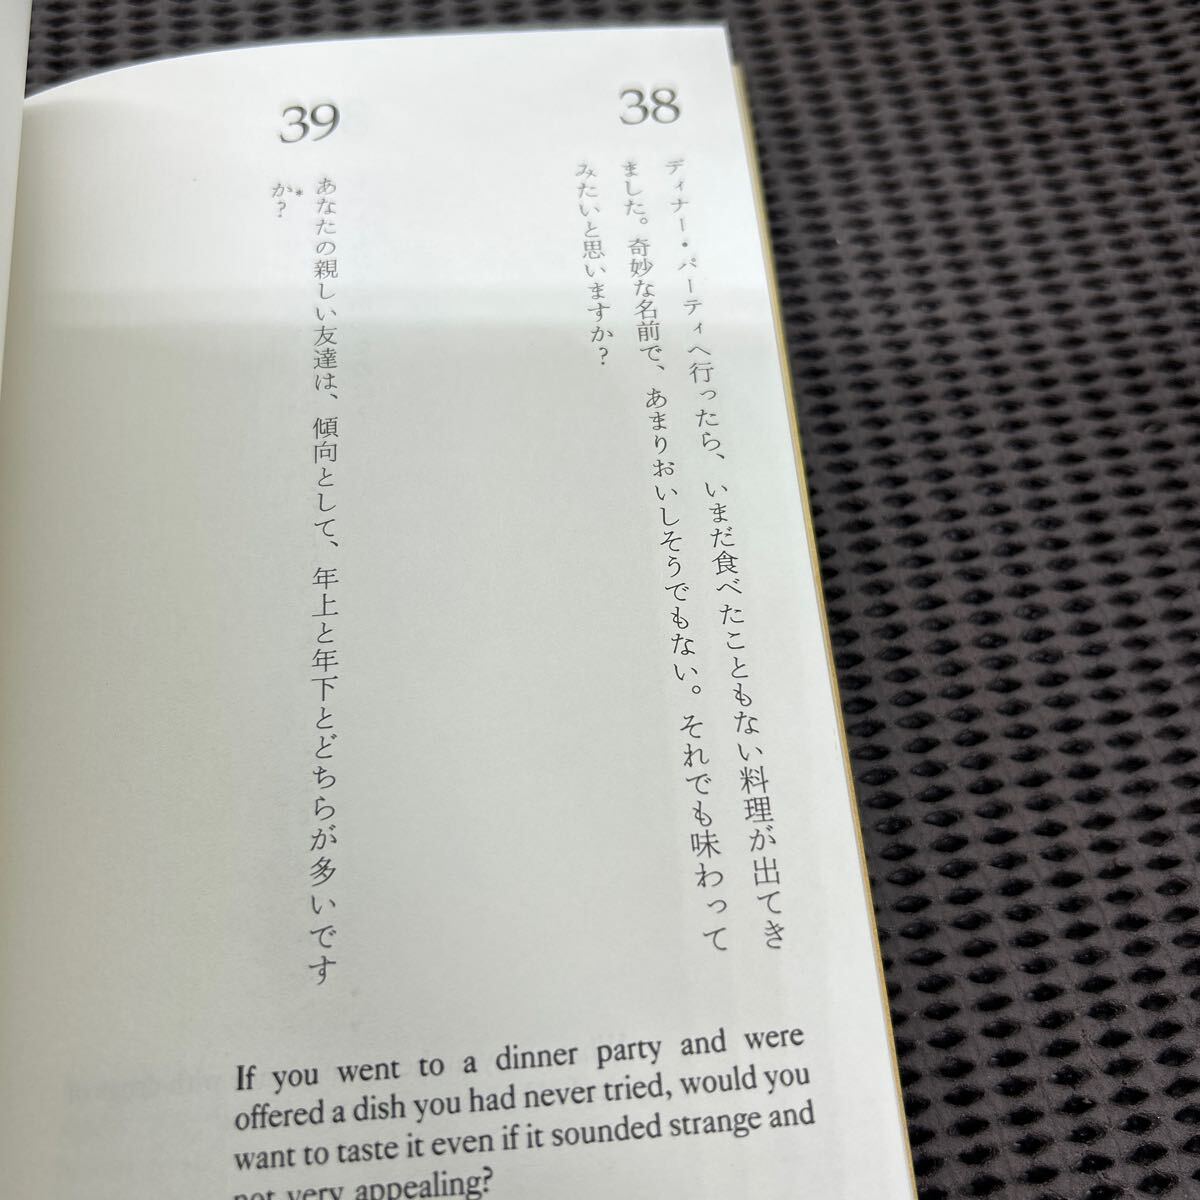 38
ディナー・パーティへ行ったら、いまだ食べたこともない料理が出てき
ました。奇妙な名前で、あまりおいしそうでもない。それでも味わって
みたいと思いますか?
39
あなたの親しい友達は、傾向として、年上と年下とどちらが多いです
か?*
If you went to a dinner party and were
offered a dish you had never tried, would you
want to taste it even if it sounded strange and
not very appealing?